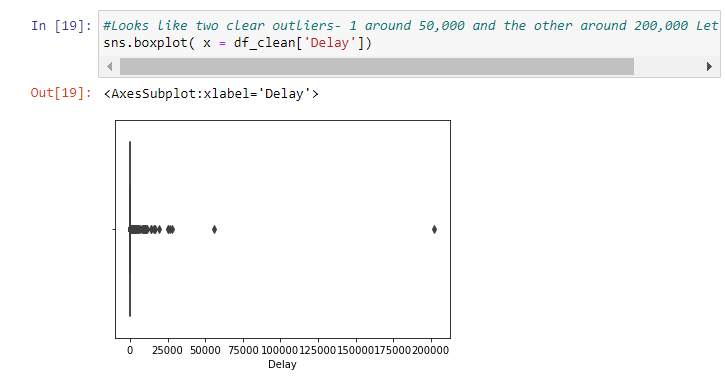 In [19]: #Looks like two clear outliers- 1 around 50,000 and the other around 200,000 Let
sns.boxplot( x = df_clean['Delay'])
Out[19]: <AxesSubplot:xlabel='Delay'>
0 25000 50000 75000 100000 125000 150000 175000 200000
Delay